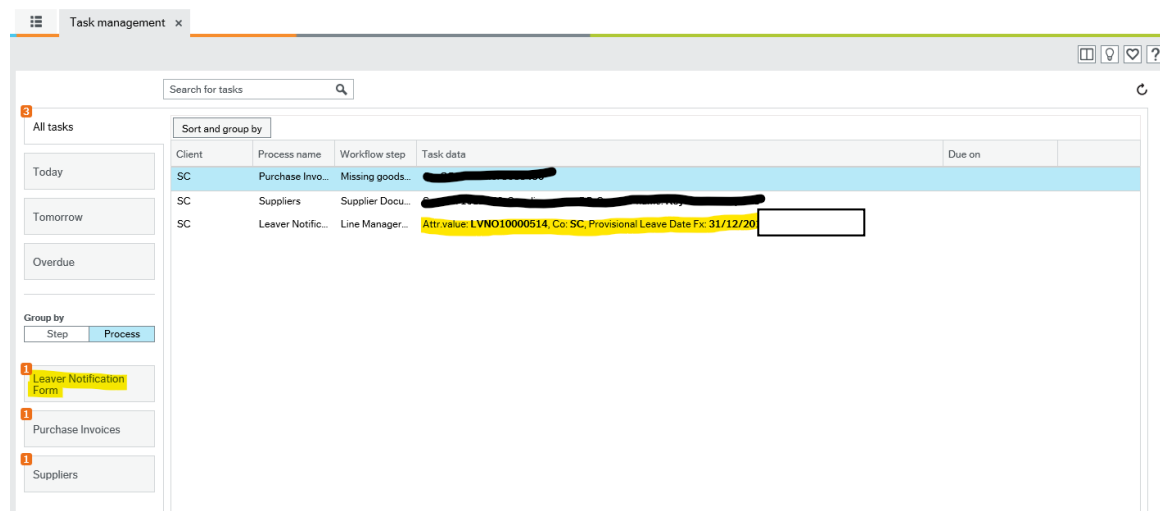 Task management ×
?
Search for tasks
3
All tasks
Today
Tomorrow
Overdue
Group by
Step Process
1
Leaver Notification
Form
1
Purchase Invoices
1
Suppliers
Sort and group by
Client Process name Workflow step Task data Due on
SC Purchase Invo... Missing goods...
SC Suppliers Supplier Docu...
SC Leaver Notific... Line Manager... Attr.value: LVNO10000514, Co: SC, Provisional Leave Date Fx: 31/12/20